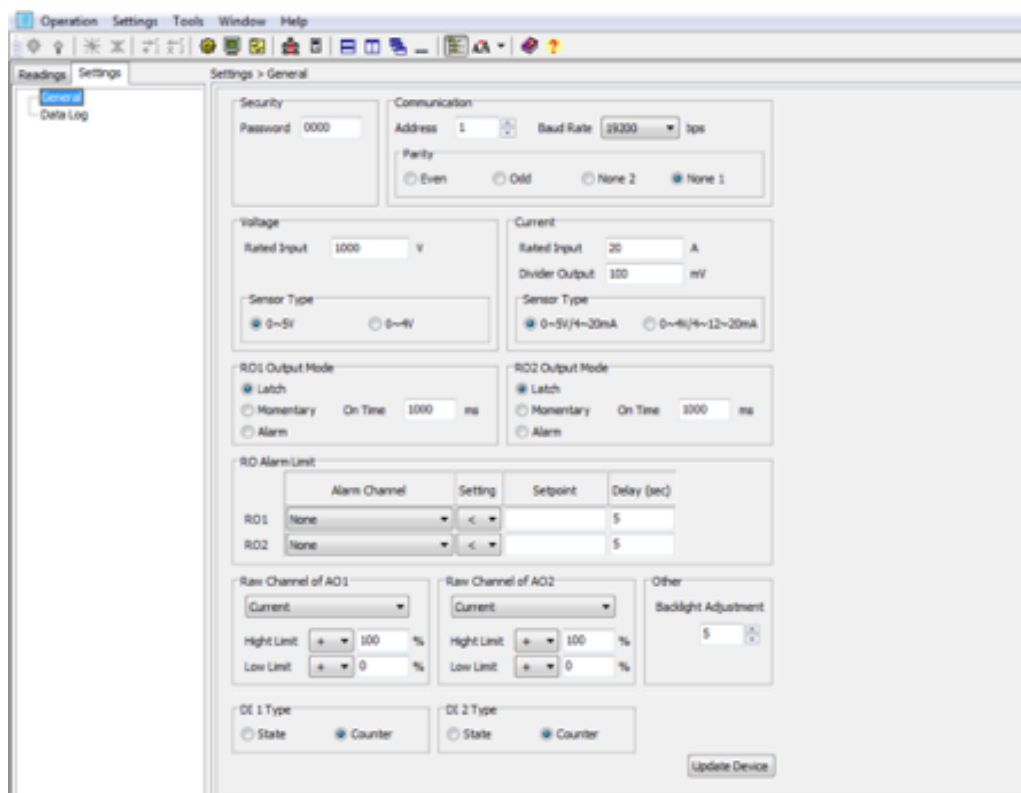 Operation Settings Tools Window Help
Readings Settings
Settings > General
General
Data Log
Security
Password 0000
Communication
Address 1 Baud Rate 19200 bps
Parity
Even Odd None 2 None 1
Voltage
Rated Input 1000 V
Sensor Type
0~5V 0~4V
Current
Rated Input 20 A
Divider Output 100 mV
Sensor Type
0~5V/4~20mA 0~4V/4~12~20mA
RO1 Output Mode
Latch
Momentary On Time 1000 ms
Alarm
RO2 Output Mode
Latch
Momentary On Time 1000 ms
Alarm
RO Alarm Limit
Alarm Channel Setting Setpoint Delay (sec)
RO1 None < 5
RO2 None < 5
Raw Channel of AO1
Current
Hight Limit + 100 %
Low Limit + 0 %
Raw Channel of AO2
Current
Hight Limit + 100 %
Low Limit + 0 %
Other
Backlight Adjustment
5
DI 1 Type
State Counter
DI 2 Type
State Counter
Update Device